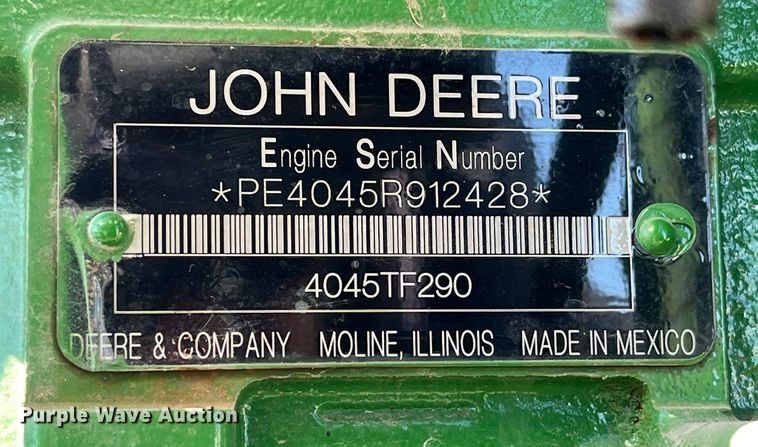 JOHN DEERE
Engine Serial Number
*PE4045R912428*
4045TF290
DEERE & COMPANY MOLINE, ILLINOIS MADE IN MEXICO
Purple Wave Auction